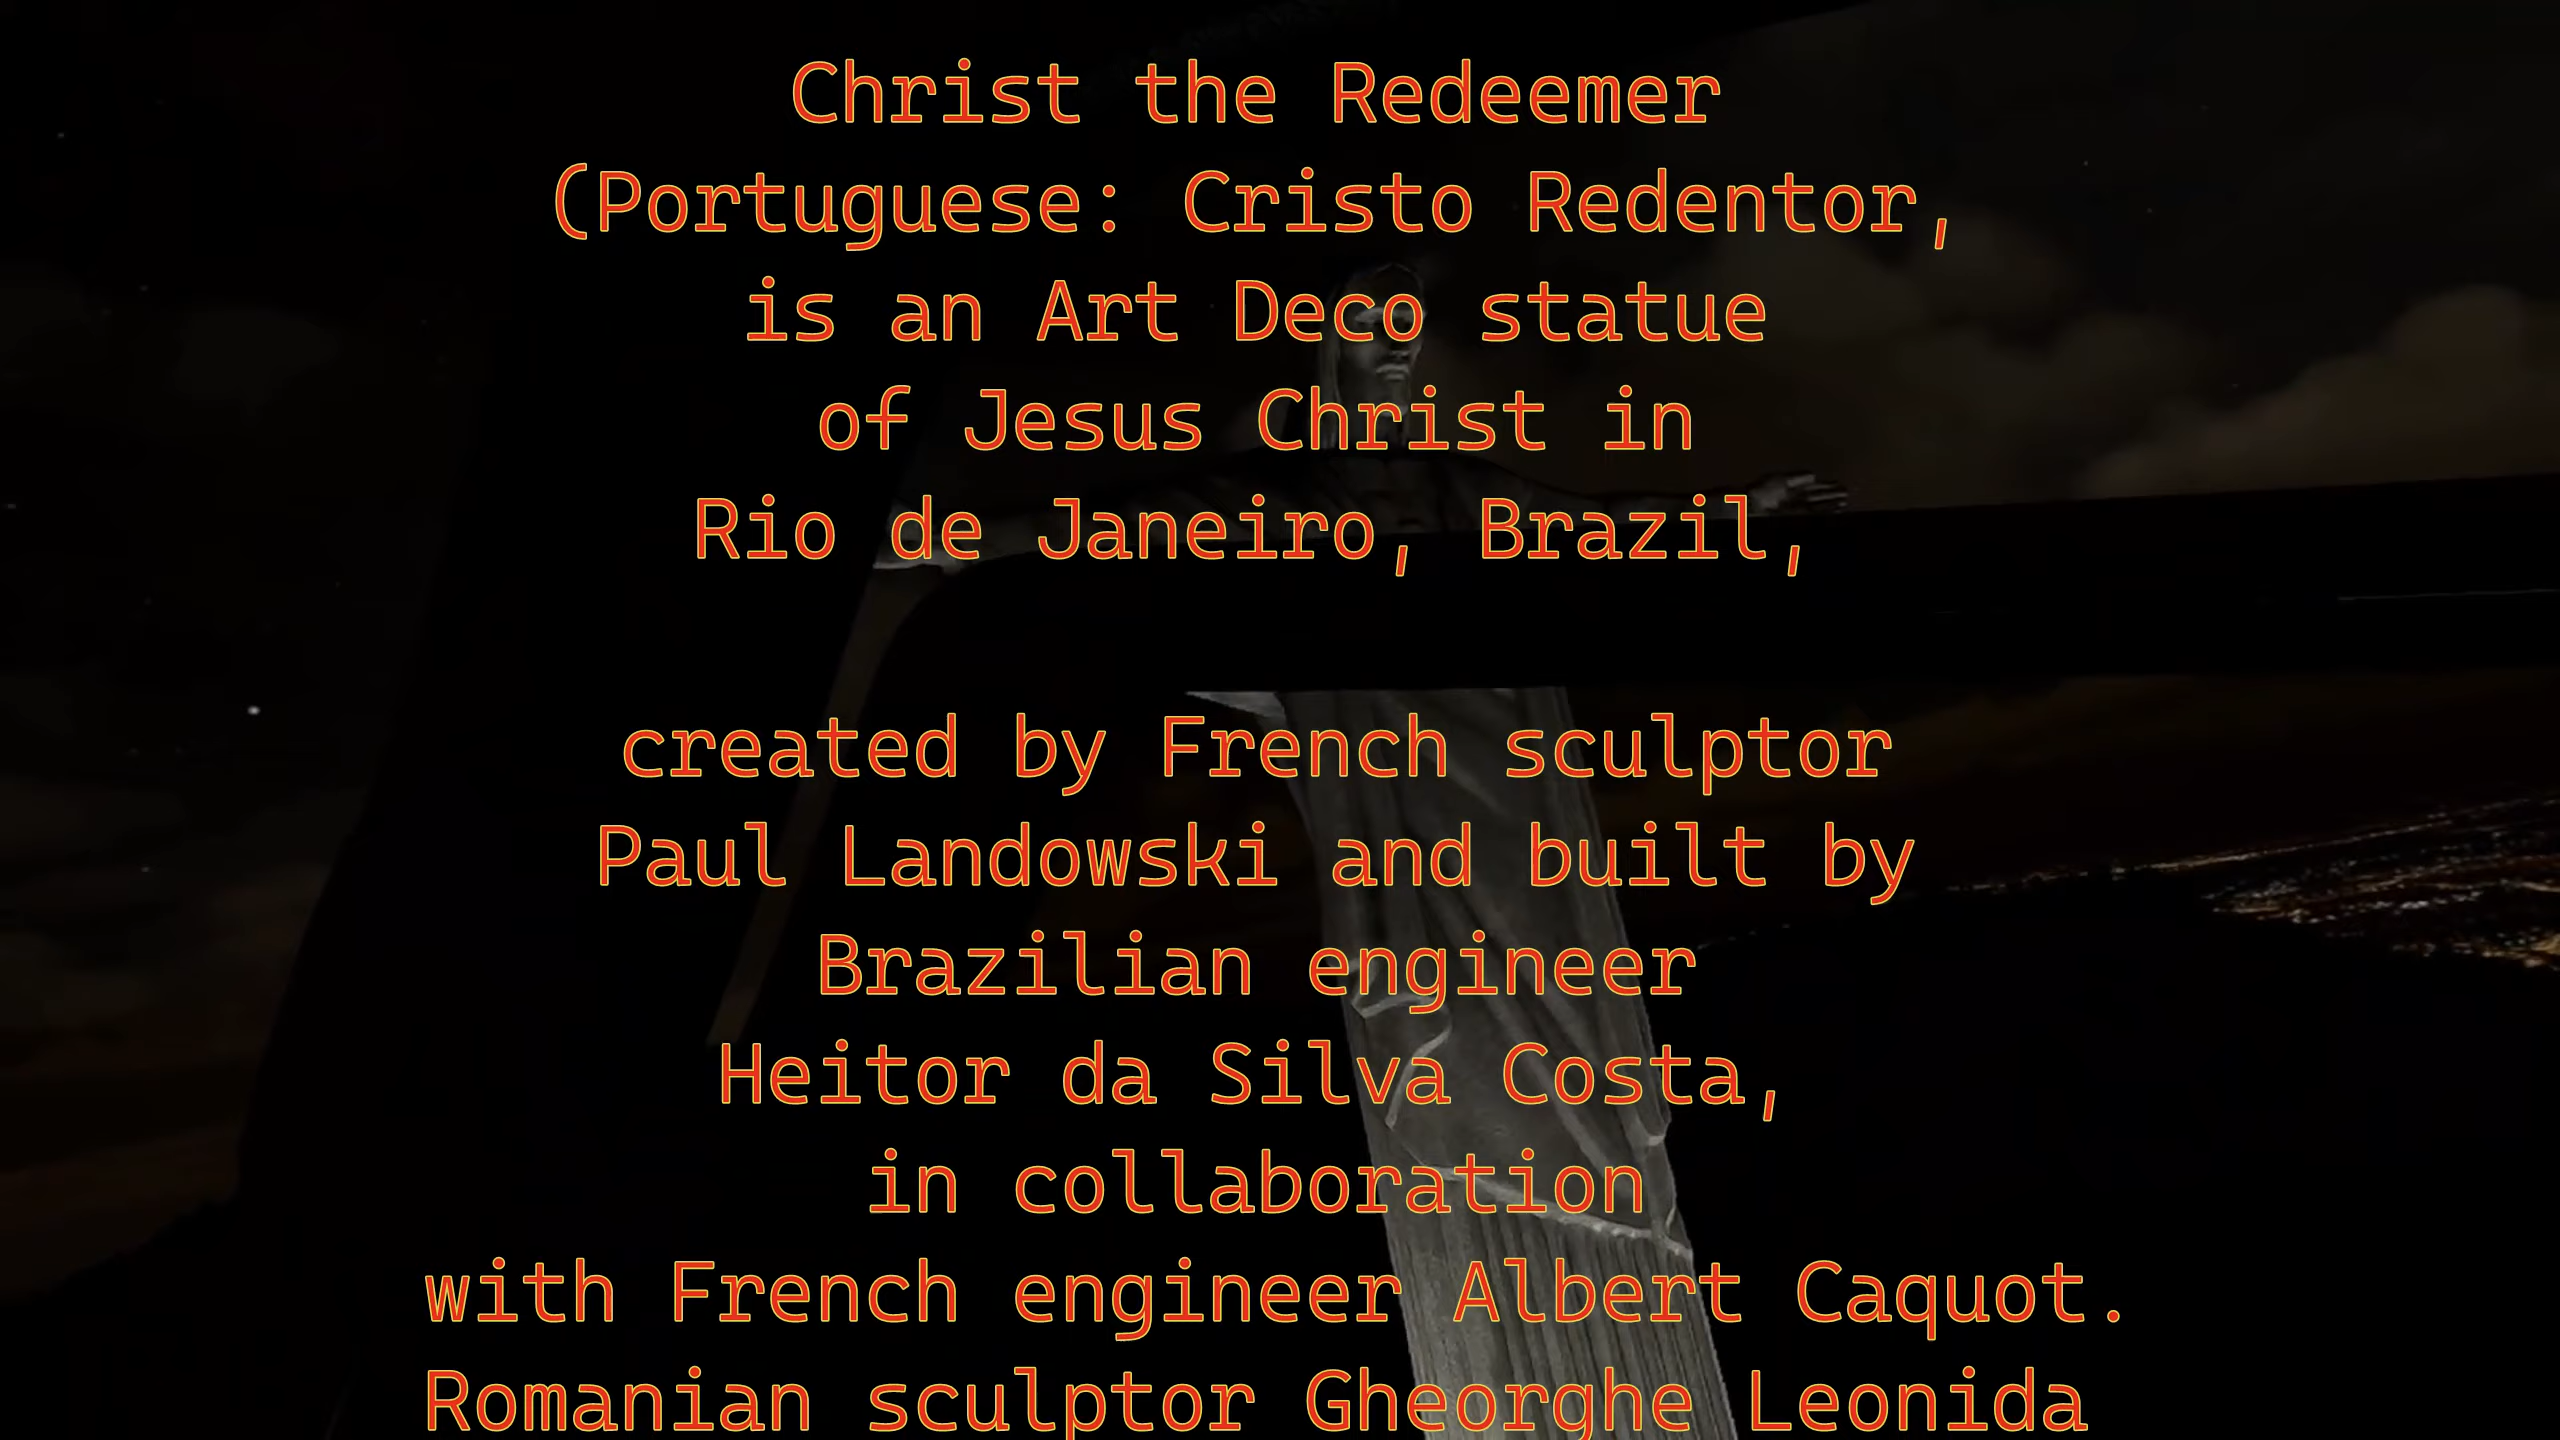 Christ the Redeemer
(Portuguese: Cristo Redentor,
is an Art Deco statue
of Jesus Christ in
Rio de Janeiro, Brazil,
created by French sculptor
Paul Landowski and built by
Brazilian engineer
Heitor da Silva Costa,
in collaboration
with French engineer Albert Caquot.
Romanian sculptor Gheorghe Leonida